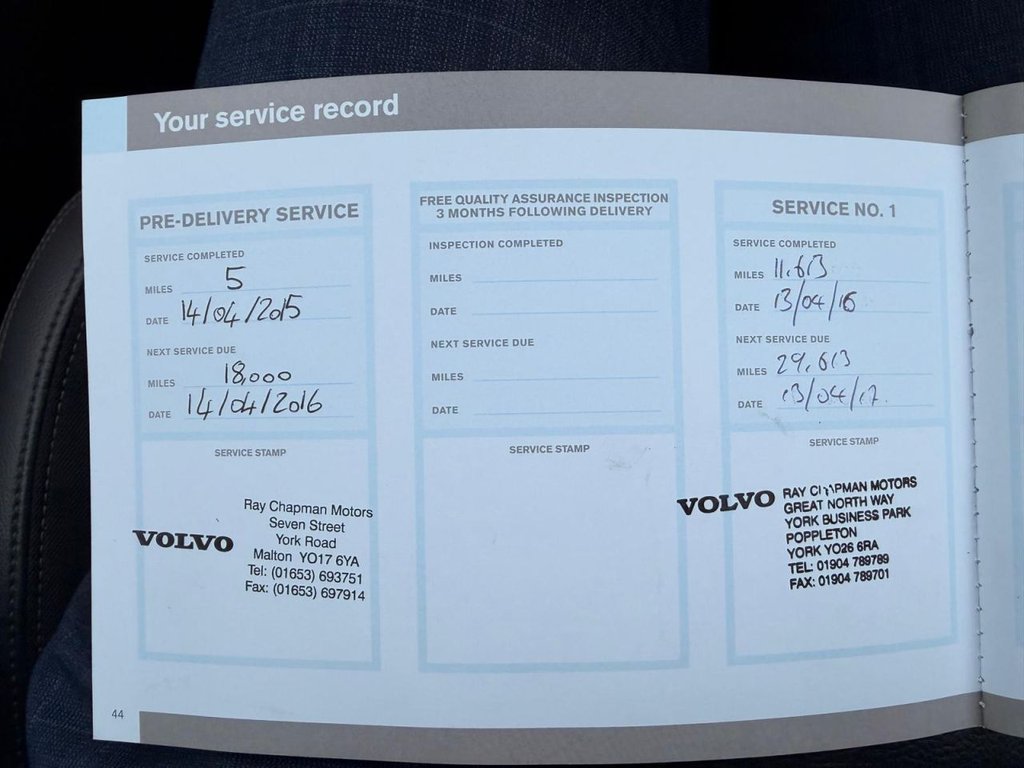 Your service record
PRE-DELIVERY SERVICE
SERVICE COMPLETED
MILES 5
DATE 14/04/2015
NEXT SERVICE DUE
MILES 18,000
DATE 14/04/2016
SERVICE STAMP
VOLVO
Ray Chapman Motors
Seven Street
York Road
Malton YO17 6YA
Tel: (01653) 693751
Fax: (01653) 697914
FREE QUALITY ASSURANCE INSPECTION
3 MONTHS FOLLOWING DELIVERY
INSPECTION COMPLETED
MILES
DATE
NEXT SERVICE DUE
MILES
DATE
SERVICE STAMP
SERVICE NO. 1
SERVICE COMPLETED
MILES 11,613
DATE 13/04/16
NEXT SERVICE DUE
MILES 29,613
DATE 13/04/17.
SERVICE STAMP
VOLVO
RAY CHAPMAN MOTORS
GREAT NORTH WAY
YORK BUSINESS PARK
POPPLETON
YORK YO26 6RA
TEL: 01904 789789
FAX: 01904 789701
44